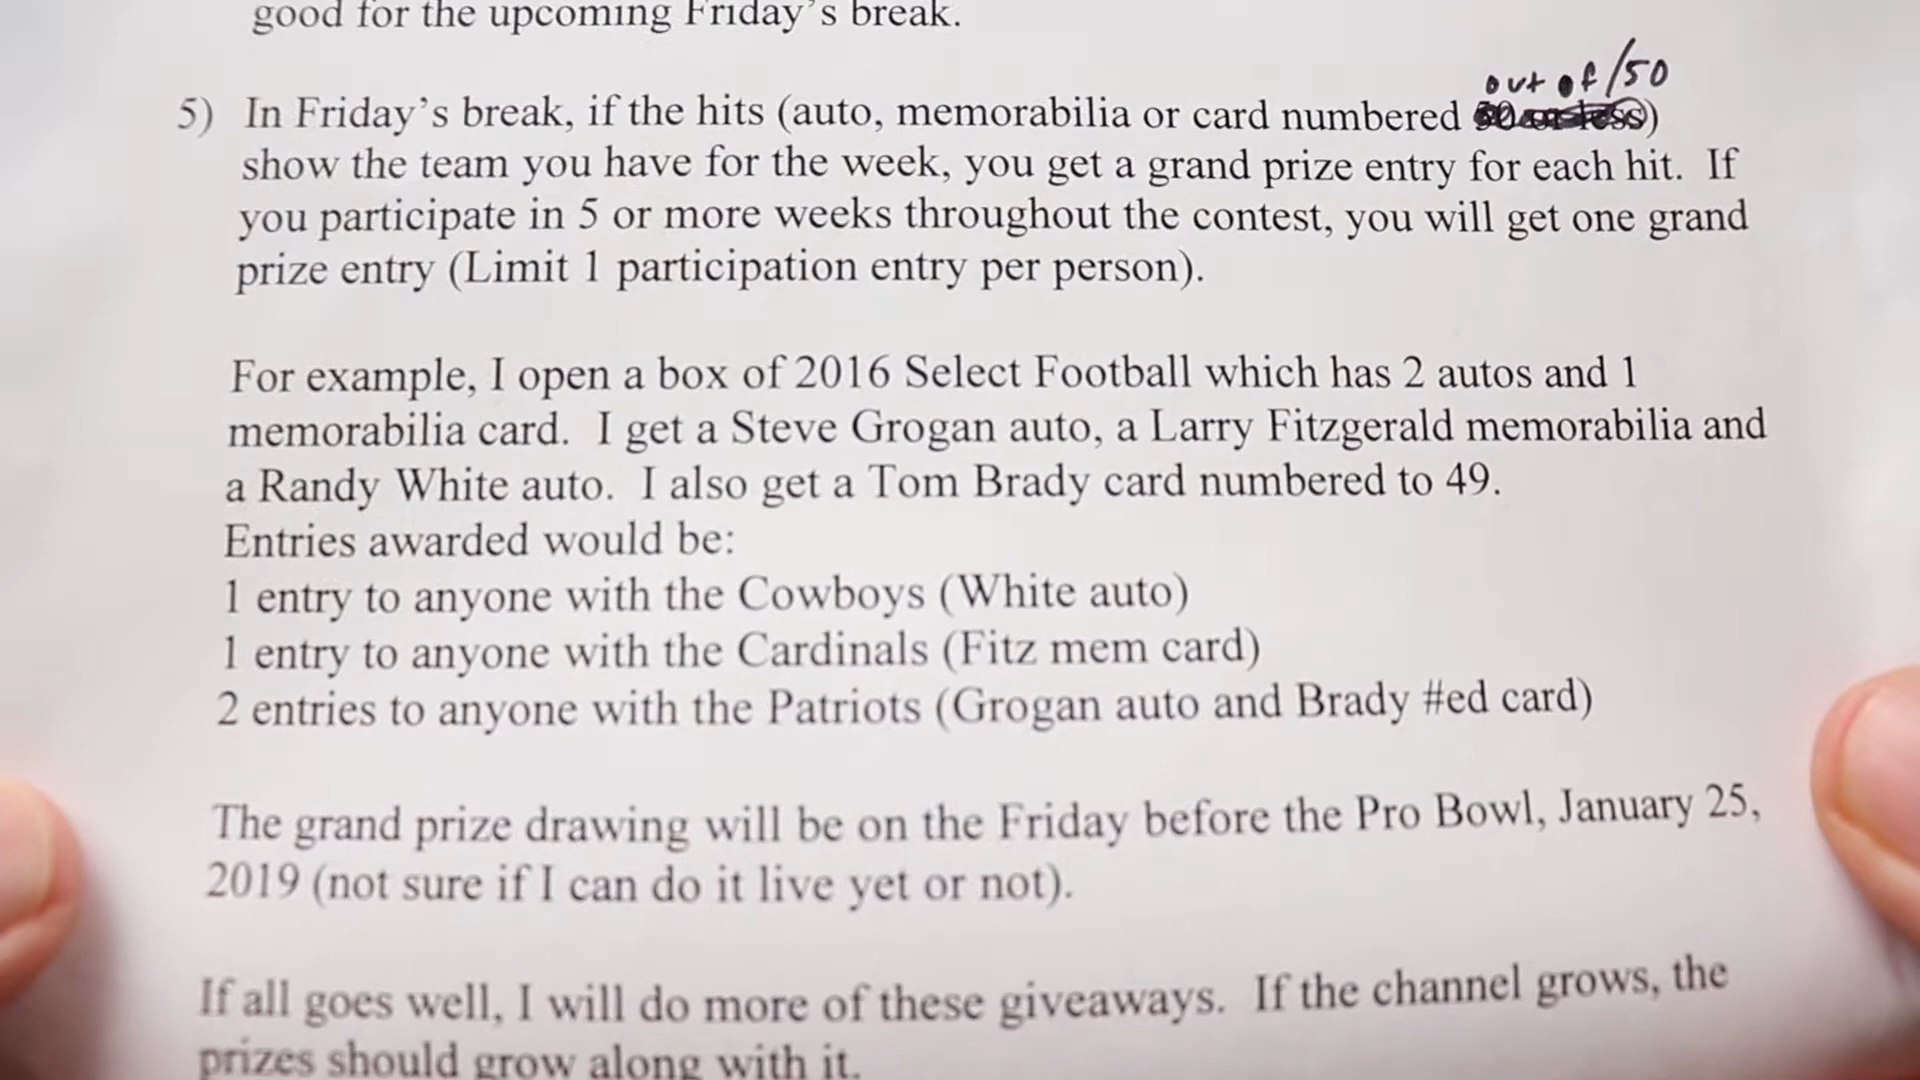 good for the upcoming Friday's break.
out of /50
5) In Friday's break, if the hits (auto, memorabilia or card numbered 50 or less)
show the team you have for the week, you get a grand prize entry for each hit. If
you participate in 5 or more weeks throughout the contest, you will get one grand
prize entry (Limit 1 participation entry per person).
For example, I open a box of 2016 Select Football which has 2 autos and 1
memorabilia card. I get a Steve Grogan auto, a Larry Fitzgerald memorabilia and
a Randy White auto. I also get a Tom Brady card numbered to 49.
Entries awarded would be:
1 entry to anyone with the Cowboys (White auto)
1 entry to anyone with the Cardinals (Fitz mem card)
2 entries to anyone with the Patriots (Grogan auto and Brady #ed card)
The grand prize drawing will be on the Friday before the Pro Bowl, January 25,
2019 (not sure if I can do it live yet or not).
If all goes well, I will do more of these giveaways. If the channel grows, the
prizes should grow along with it.